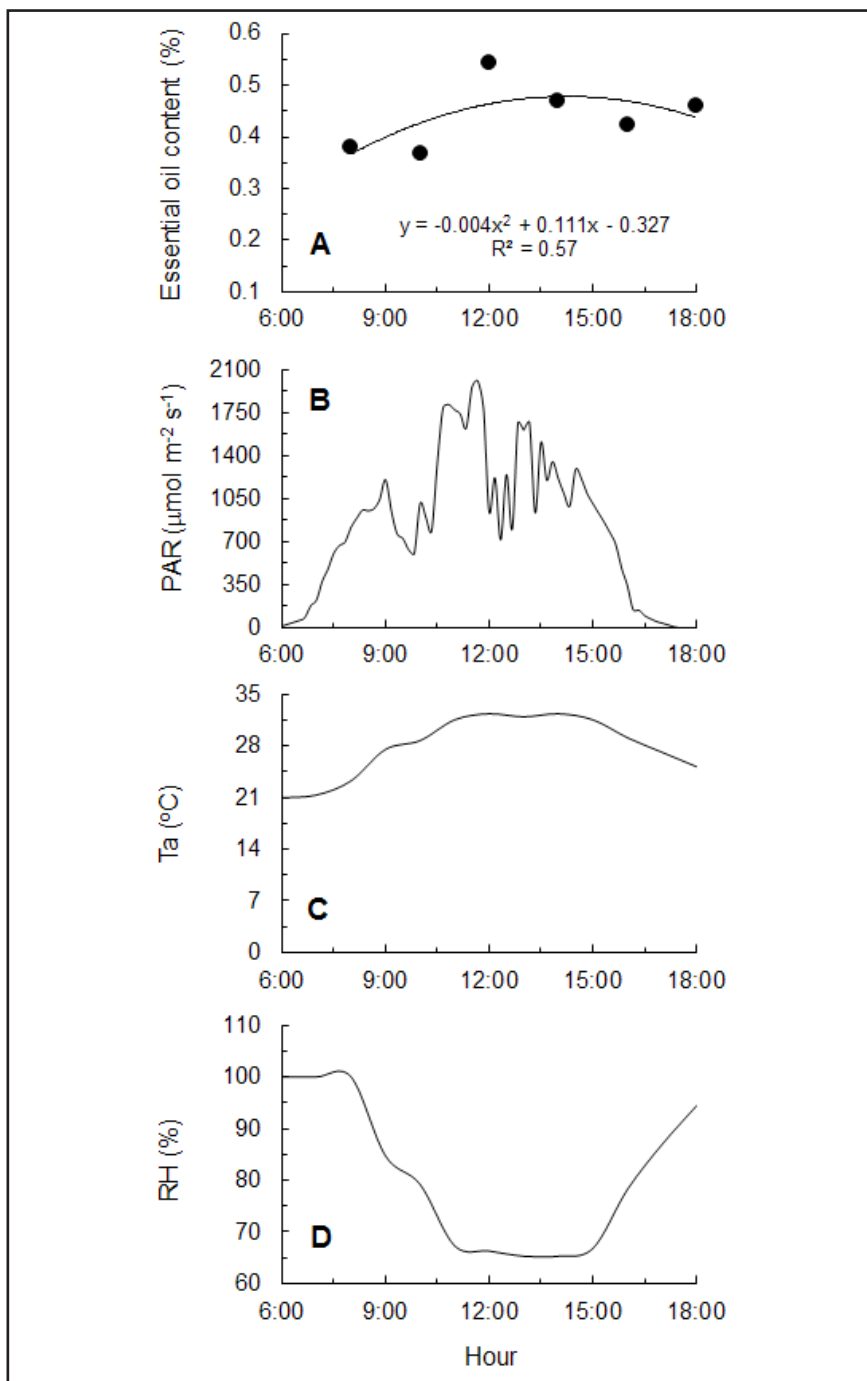 Essential oil content (%)
0.6
0.5
0.4
0.3
0.2
0.1
A
y = -0.004x² + 0.111x - 0.327
R² = 0.57
6:00 9:00 12:00 15:00 18:00
PAR (µmol m-2 s-1)
2100
1750
1400
1050
700
350
0
B
6:00 9:00 12:00 15:00 18:00
Ta (ºC)
35
28
21
14
7
0
C
6:00 9:00 12:00 15:00 18:00
RH (%)
110
100
90
80
70
60
D
6:00 9:00 12:00 15:00 18:00
Hour